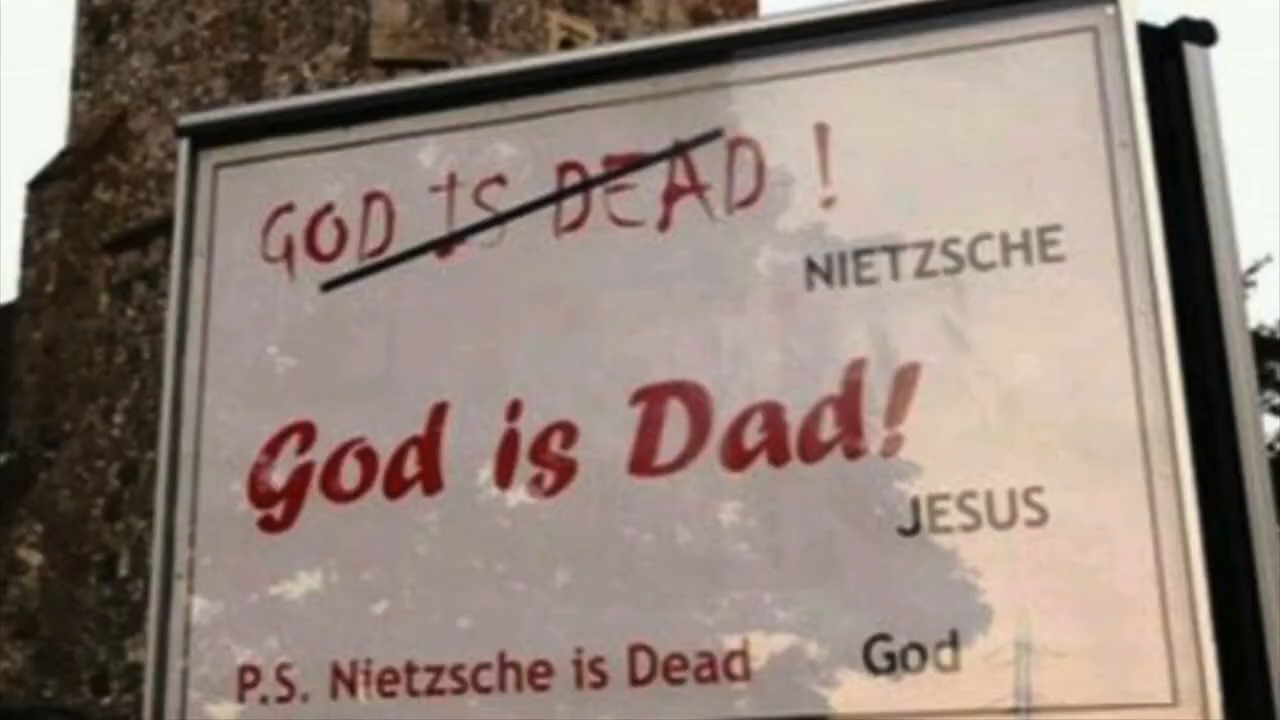 GOD IS DEAD !
NIETZSCHE
God is Dad!
JESUS
P.S. Nietzsche is Dead God